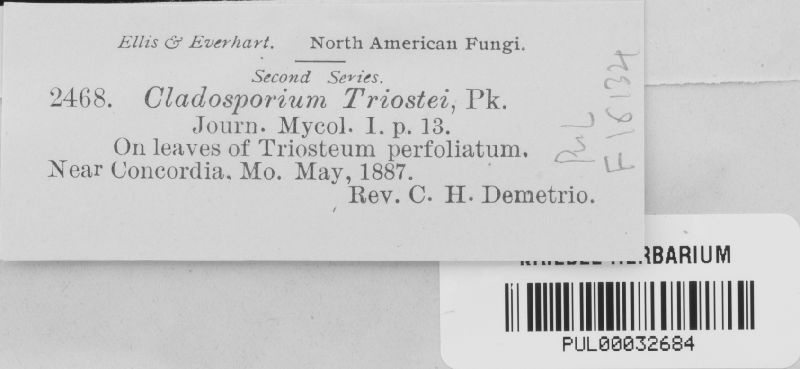 Ellis & Everhart. North American Fungi.
Second Series.
2468. Cladosporium Triostei, Pk.
Journ. Mycol. I. p. 13.
On leaves of Triosteum perfoliatum.
Near Concordia, Mo. May, 1887.
Rev. C. H. Demetrio.
PUL
F16134
HERBARIUM
PUL00032684